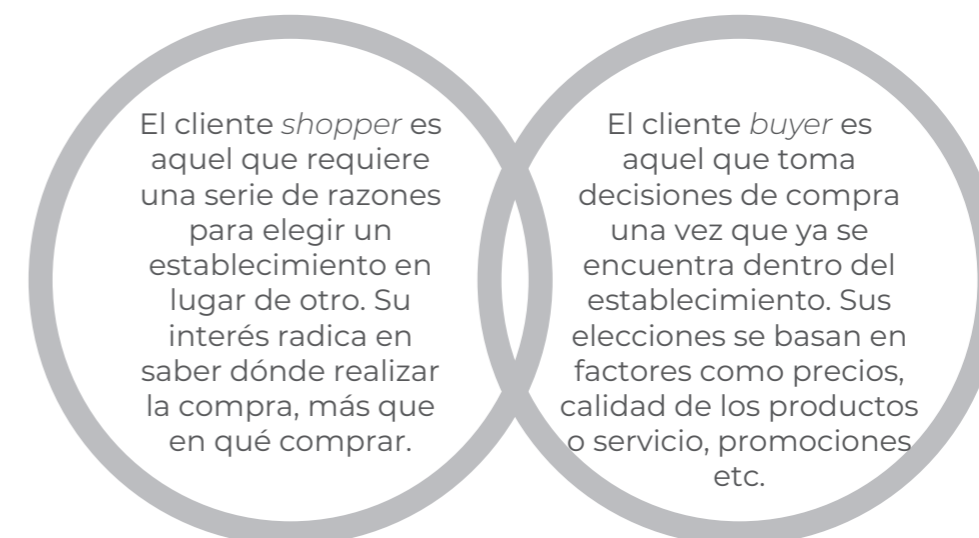 El cliente shopper es
aquel que requiere
una serie de razones
para elegir un
establecimiento en
lugar de otro. Su
interés radica en
saber dónde realizar
la compra, más que
en qué comprar.
El cliente buyer es
aquel que toma
decisiones de compra
una vez que ya se
encuentra dentro del
establecimiento. Sus
elecciones se basan en
factores como precios,
calidad de los productos
o servicio, promociones
etc.